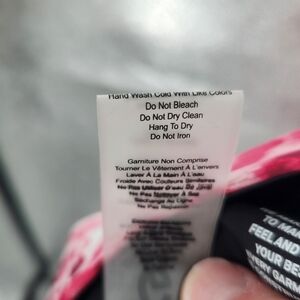 Hand Wash Cold With Like Colors
Do Not Bleach
Do Not Dry Clean
Hang To Dry
Do Not Iron
Garniture Non Comprise
Tourner Le Vêtement À L'envers
Laver À La Main À L'eau
Froide Avec Couleurs Similaires
Ne Pas Utiliser D'eau De Javel
Ne Pas Nettoyer À Sec
Séchage Au Ligne
Ne Pas Repasser
TO MA
FEEL AND
YOUR BE
EVERY GARM